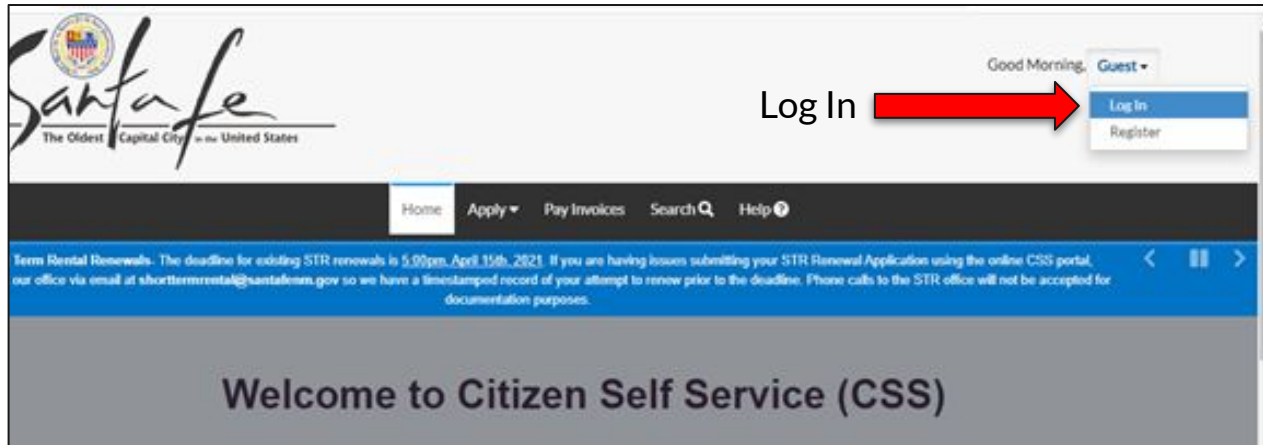 Santa fe
The Oldest Capital City in the United States
Good Morning, Guest
Log In
Log In
Register
Home Apply Pay Invoices Search Help
Term Rental Renewals. The deadline for existing STR renewals is 5:00pm, April 15th, 2021. If you are having issues submitting your STR Renewal Application using the online CSS portal,
our office via email at shorttermrental@santafenm.gov so we have a timestamped record of your attempt to renew prior to the deadline. Phone calls to the STR office will not be accepted for
documentation purposes.
Welcome to Citizen Self Service (CSS)